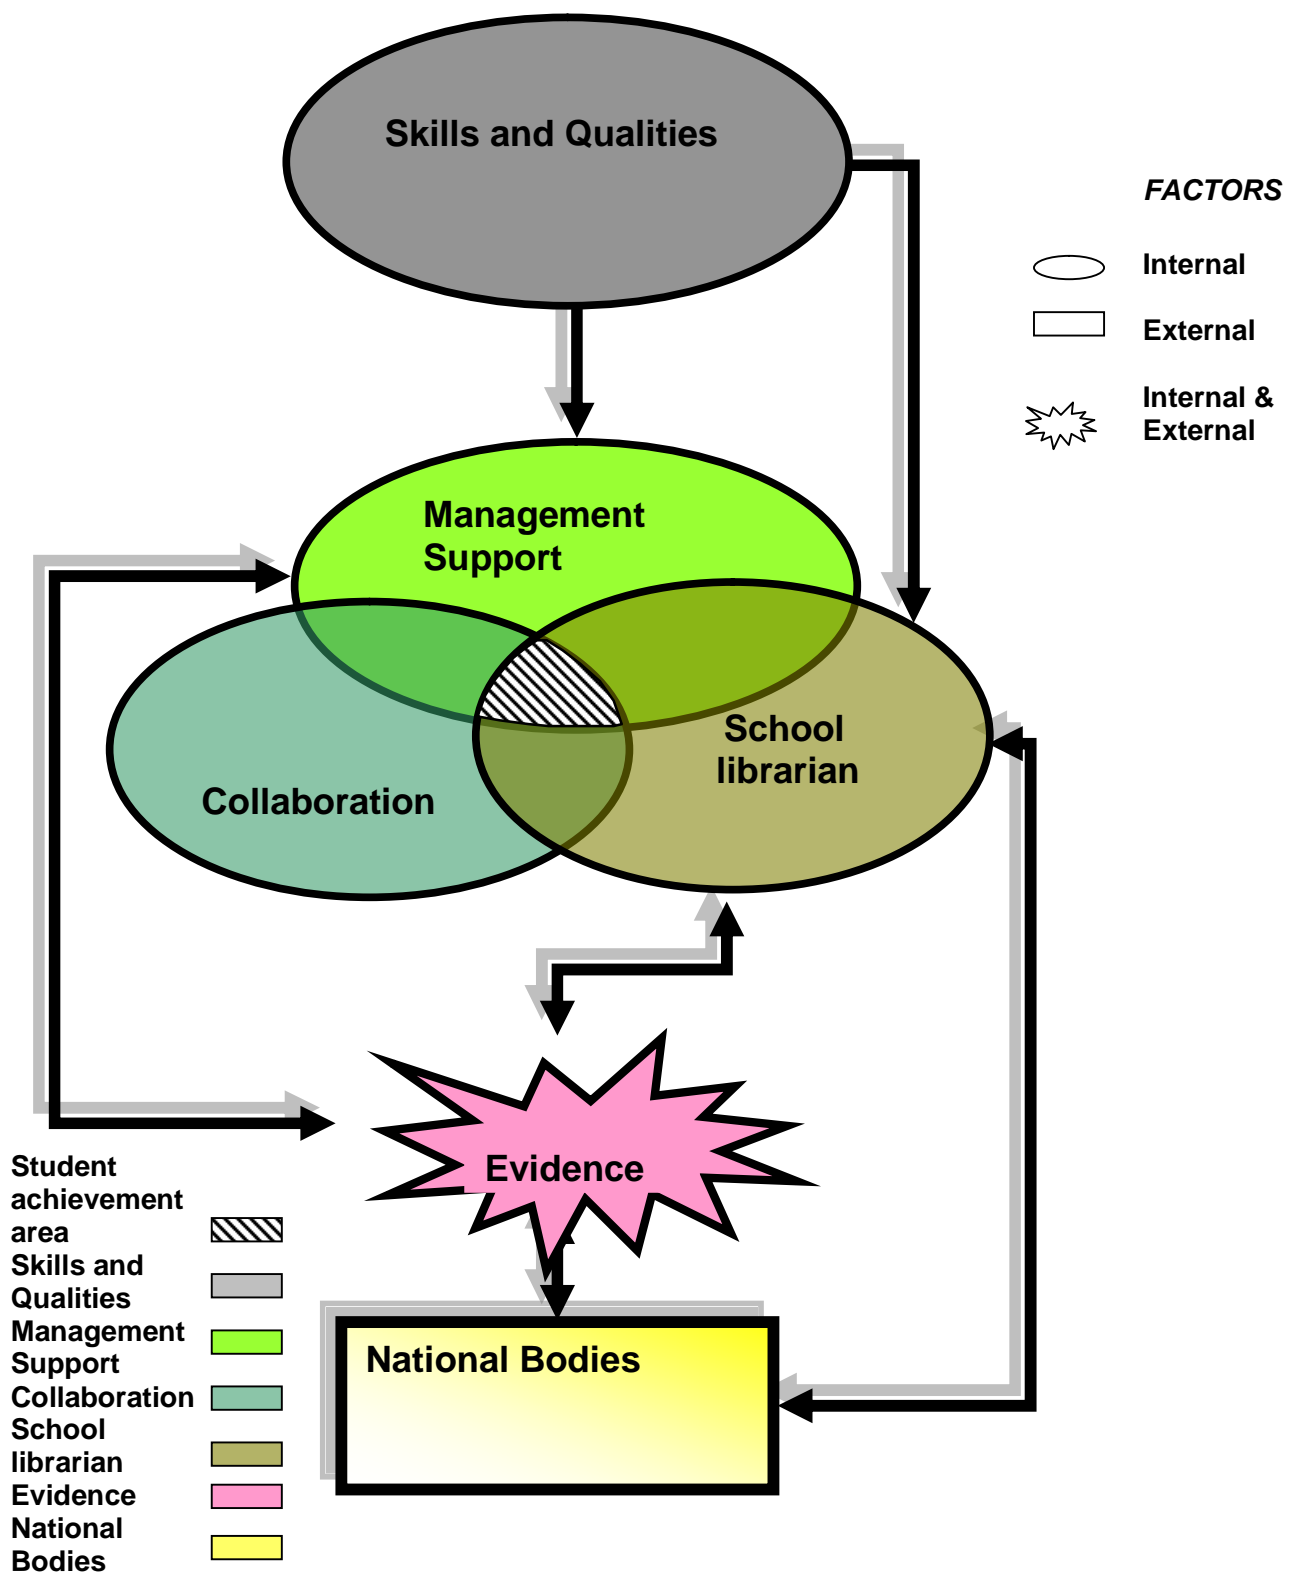 Skills and Qualities
FACTORS
Internal
External
Internal &
External
Management
Support
School
librarian
Collaboration
Evidence
National Bodies
Student
achievement
area
Skills and
Qualities
Management
Support
Collaboration
School
librarian
Evidence
National
Bodies